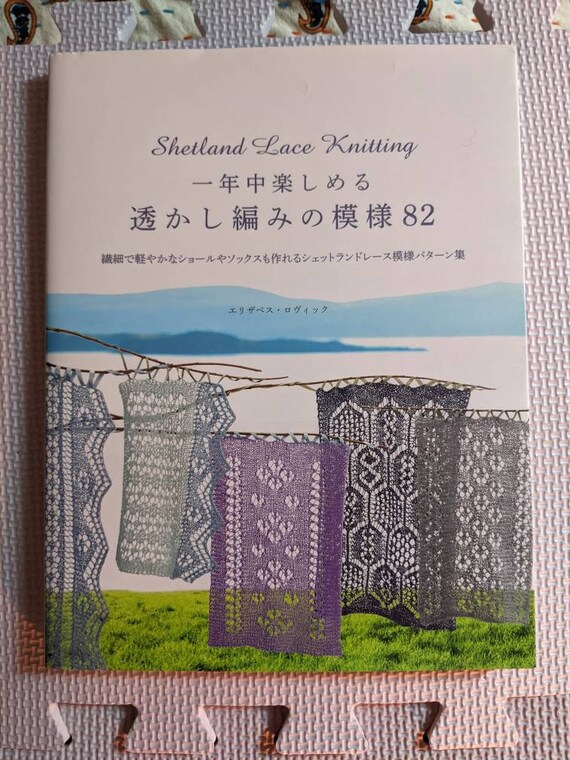 Shetland Lace Knitting
一年中楽しめる
透かし編みの模様 82
繊細で軽やかなショールやソックスも作れるシェットランドレース模様パターン集
エリザベス・ロヴィック